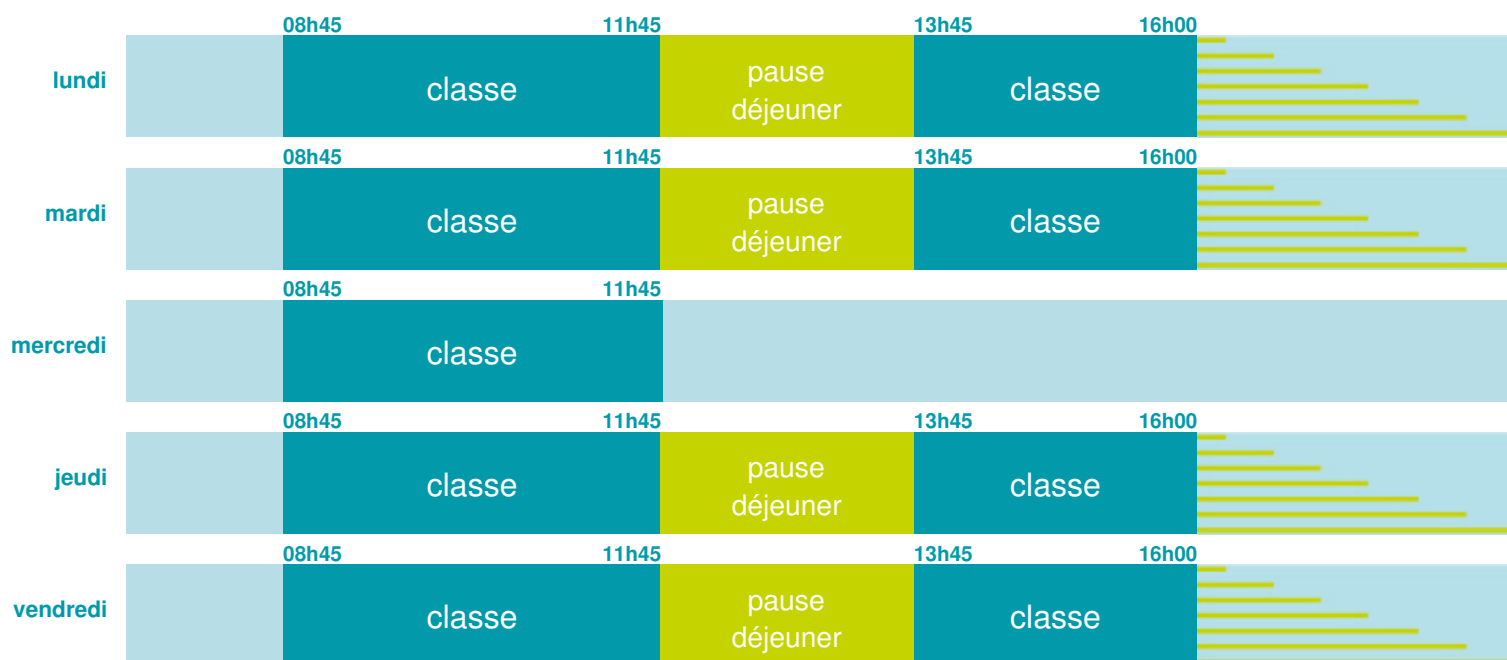 08h45 11h45 13h45 16h00
lundi classe pause déjeuner classe
08h45 11h45 13h45 16h00
mardi classe pause déjeuner classe
08h45 11h45
mercredi classe
08h45 11h45 13h45 16h00
jeudi classe pause déjeuner classe
08h45 11h45 13h45 16h00
vendredi classe pause déjeuner classe